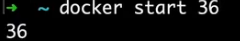 → ~ docker start 36
36